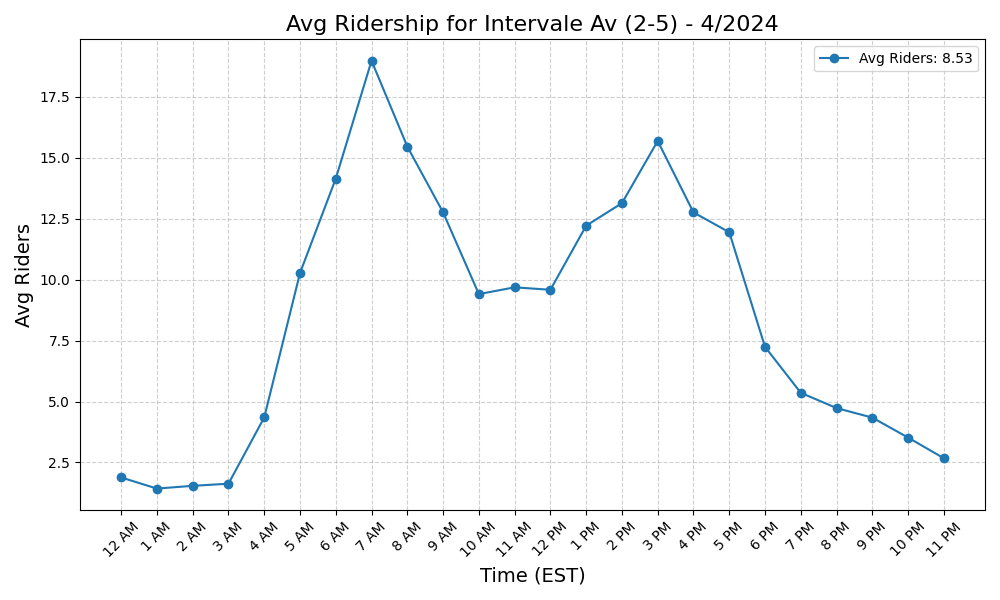 Avg Ridership for Intervale Av (2-5) - 4/2024
Avg Riders: 8.53
Avg Riders
17.5
15.0
12.5
10.0
7.5
5.0
2.5
12 AM
1 AM
2 AM
3 AM
4 AM
5 AM
6 AM
7 AM
8 AM
9 AM
10 AM
11 AM
12 PM
1 PM
2 PM
3 PM
4 PM
5 PM
6 PM
7 PM
8 PM
9 PM
10 PM
11 PM
Time (EST)